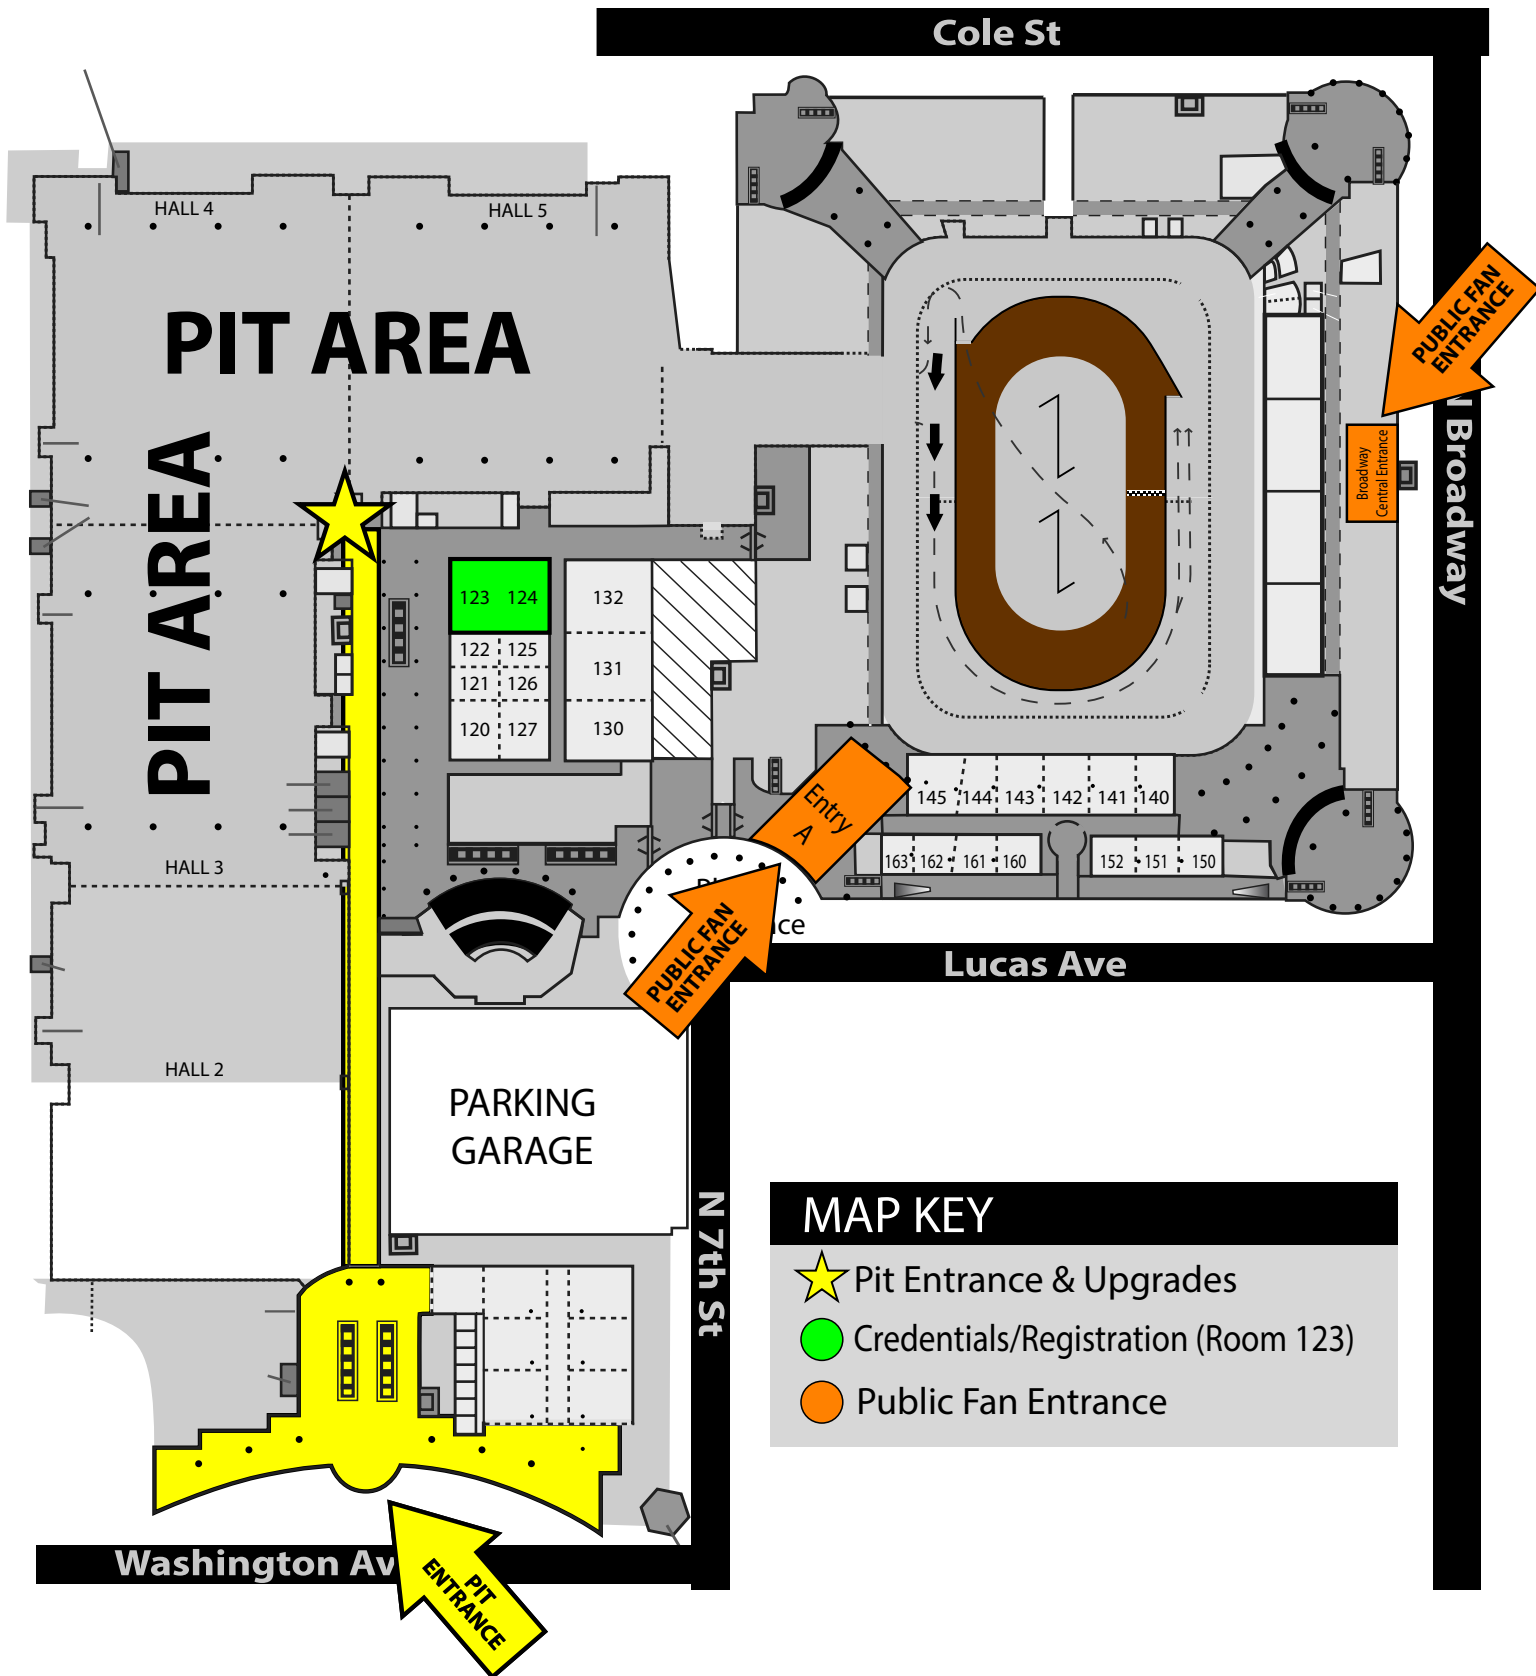 Cole St
HALL 4
HALL 5
PIT AREA
PUBLIC FAN
ENTRANCE
N Broadway
Broadway
Central Entrance
PIT AREA
123
124
132
122
125
121
126
131
120
127
130
Entry
A
145
144
143
142
141
140
163
162
161
160
152
151
150
HALL 3
PUBLIC FAN
ENTRANCE
Lucas Ave
HALL 2
PARKING
GARAGE
N 7th St
MAP KEY
Pit Entrance & Upgrades
Credentials/Registration (Room 123)
Public Fan Entrance
Washington Av
PIT
ENTRANCE